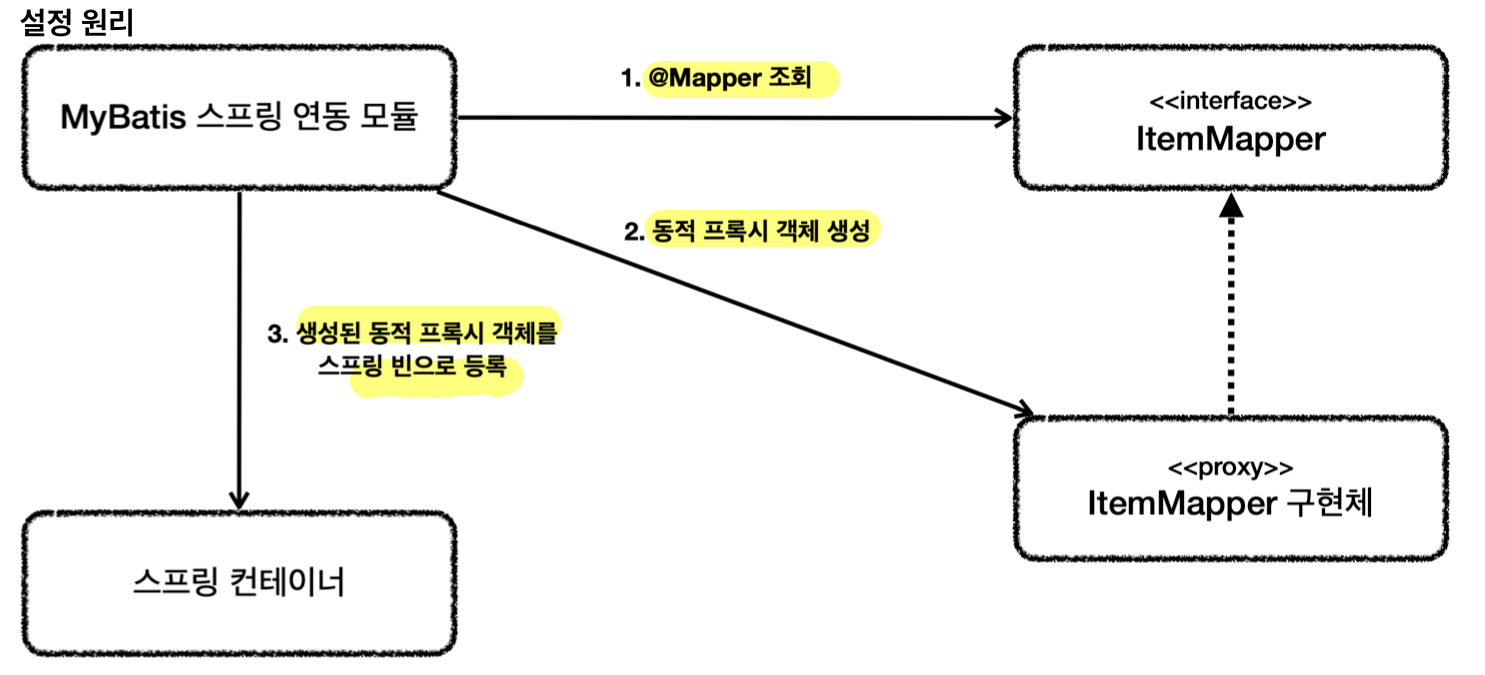 설정 원리
MyBatis 스프링 연동 모듈
1. @Mapper 조회
<<interface>>
ItemMapper
2. 동적 프록시 객체 생성
3. 생성된 동적 프록시 객체를
스프링 빈으로 등록
<<proxy>>
ItemMapper 구현체
스프링 컨테이너